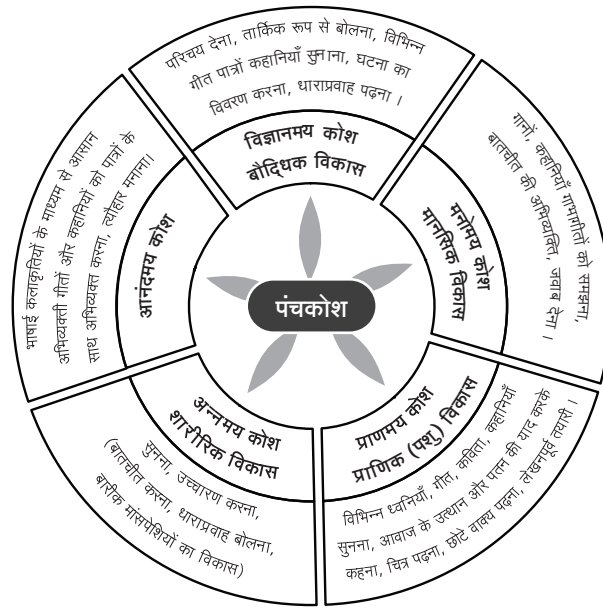 परिचय देना, तार्किक रूप से बोलना, विभिन्न
गीत पात्रों कहानियाँ सुनाना, घटना का
विवरण करना, धाराप्रवाह पढ़ना ।
विज्ञानमय कोश
बौद्धिक विकास
गानों, कहानियाँ गाभागीतों को समझना,
बातचीत की अभिव्यक्ति, जवाब देना ।
मनोमय कोश
मानसिक विकास
पंचकोश
प्राणमय कोश
प्राणिक (पशु) विकास
विभिन्न ध्वनियाँ, गीत, कविता, कहानियाँ
सुनना, आवाज के उत्थान और पतन की याद करके
कहना, चित्र पढ़ना, छोटे वाक्य पढ़ना, लेखनपूर्व तयारी ।
अन्नमय कोश
शारीरिक विकास
सुनना, उच्चारण करना,
(बातचीत करना, धाराप्रवाह बोलना,
बारीक मांसपेशियों का विकास)
आनंदमय कोश
भाषाई कलाकृतियों के माध्यम से आसान
अभिव्यक्ती गीतों और कहानियों को पात्रों के
साथ अभिव्यक्त करना, त्यौहार मनाना।